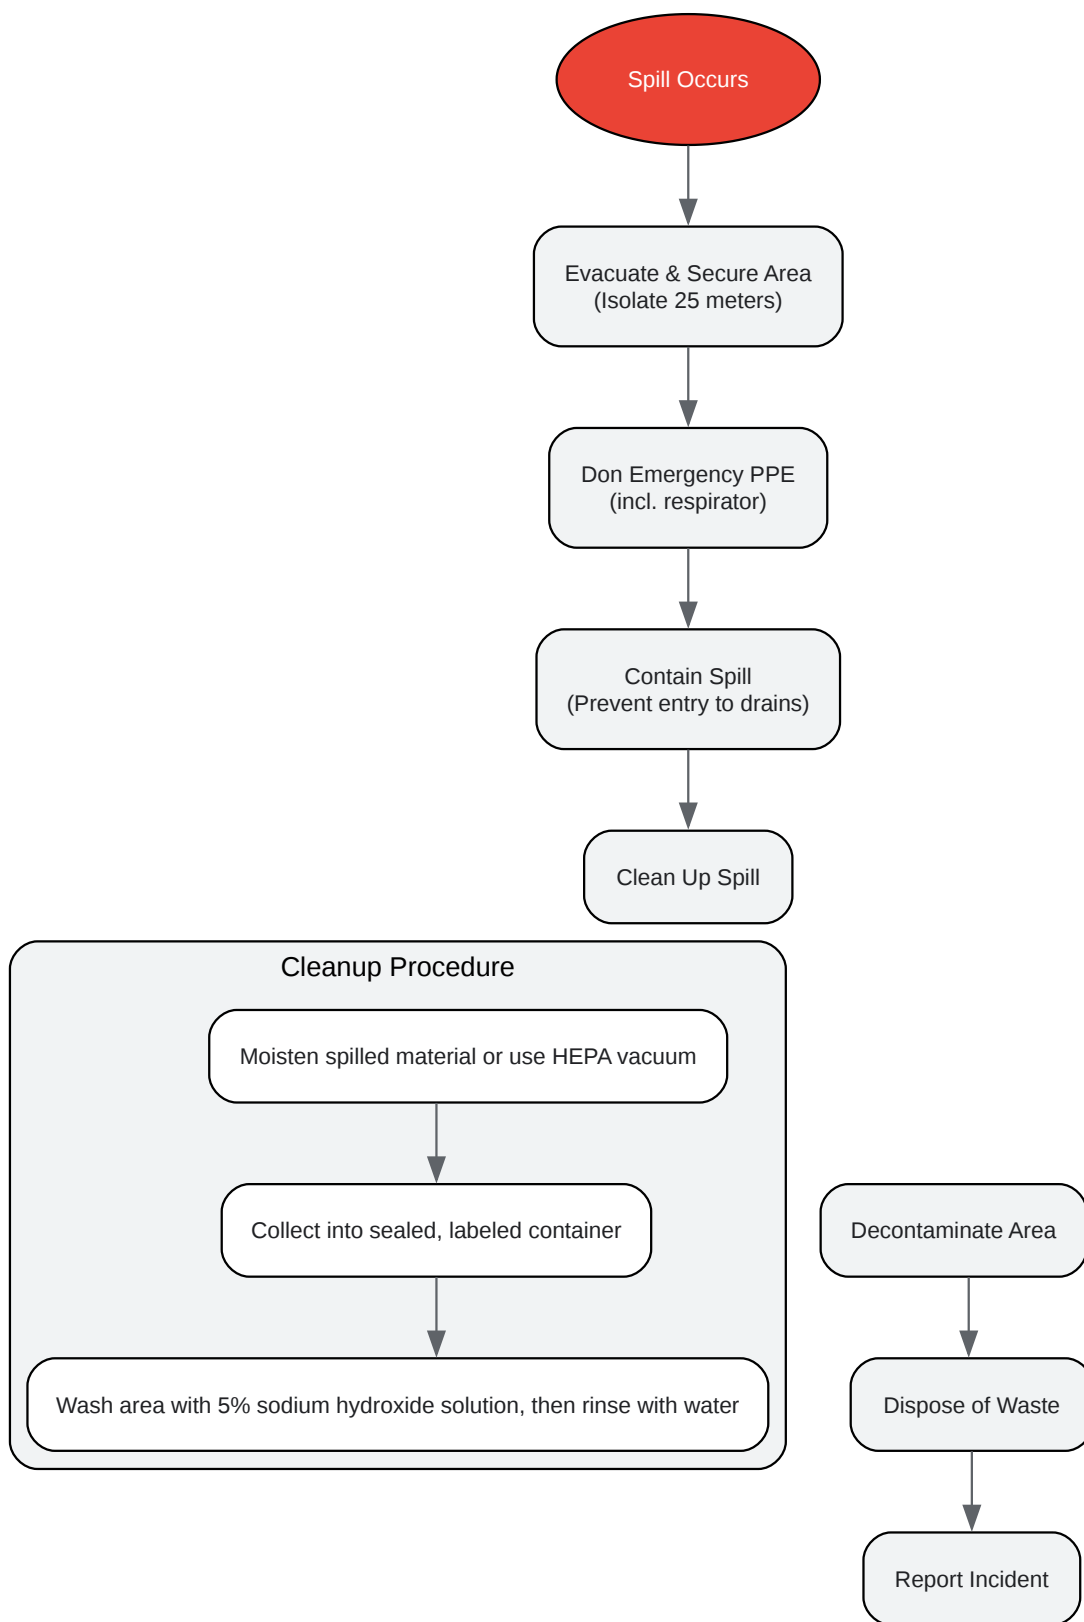 Spill Occurs
Evacuate & Secure Area
(Isolate 25 meters)
Don Emergency PPE
(incl. respirator)
Contain Spill
(Prevent entry to drains)
Clean Up Spill
Cleanup Procedure
Moisten spilled material or use HEPA vacuum
Collect into sealed, labeled container
Wash area with 5% sodium hydroxide solution, then rinse with water
Decontaminate Area
Dispose of Waste
Report Incident